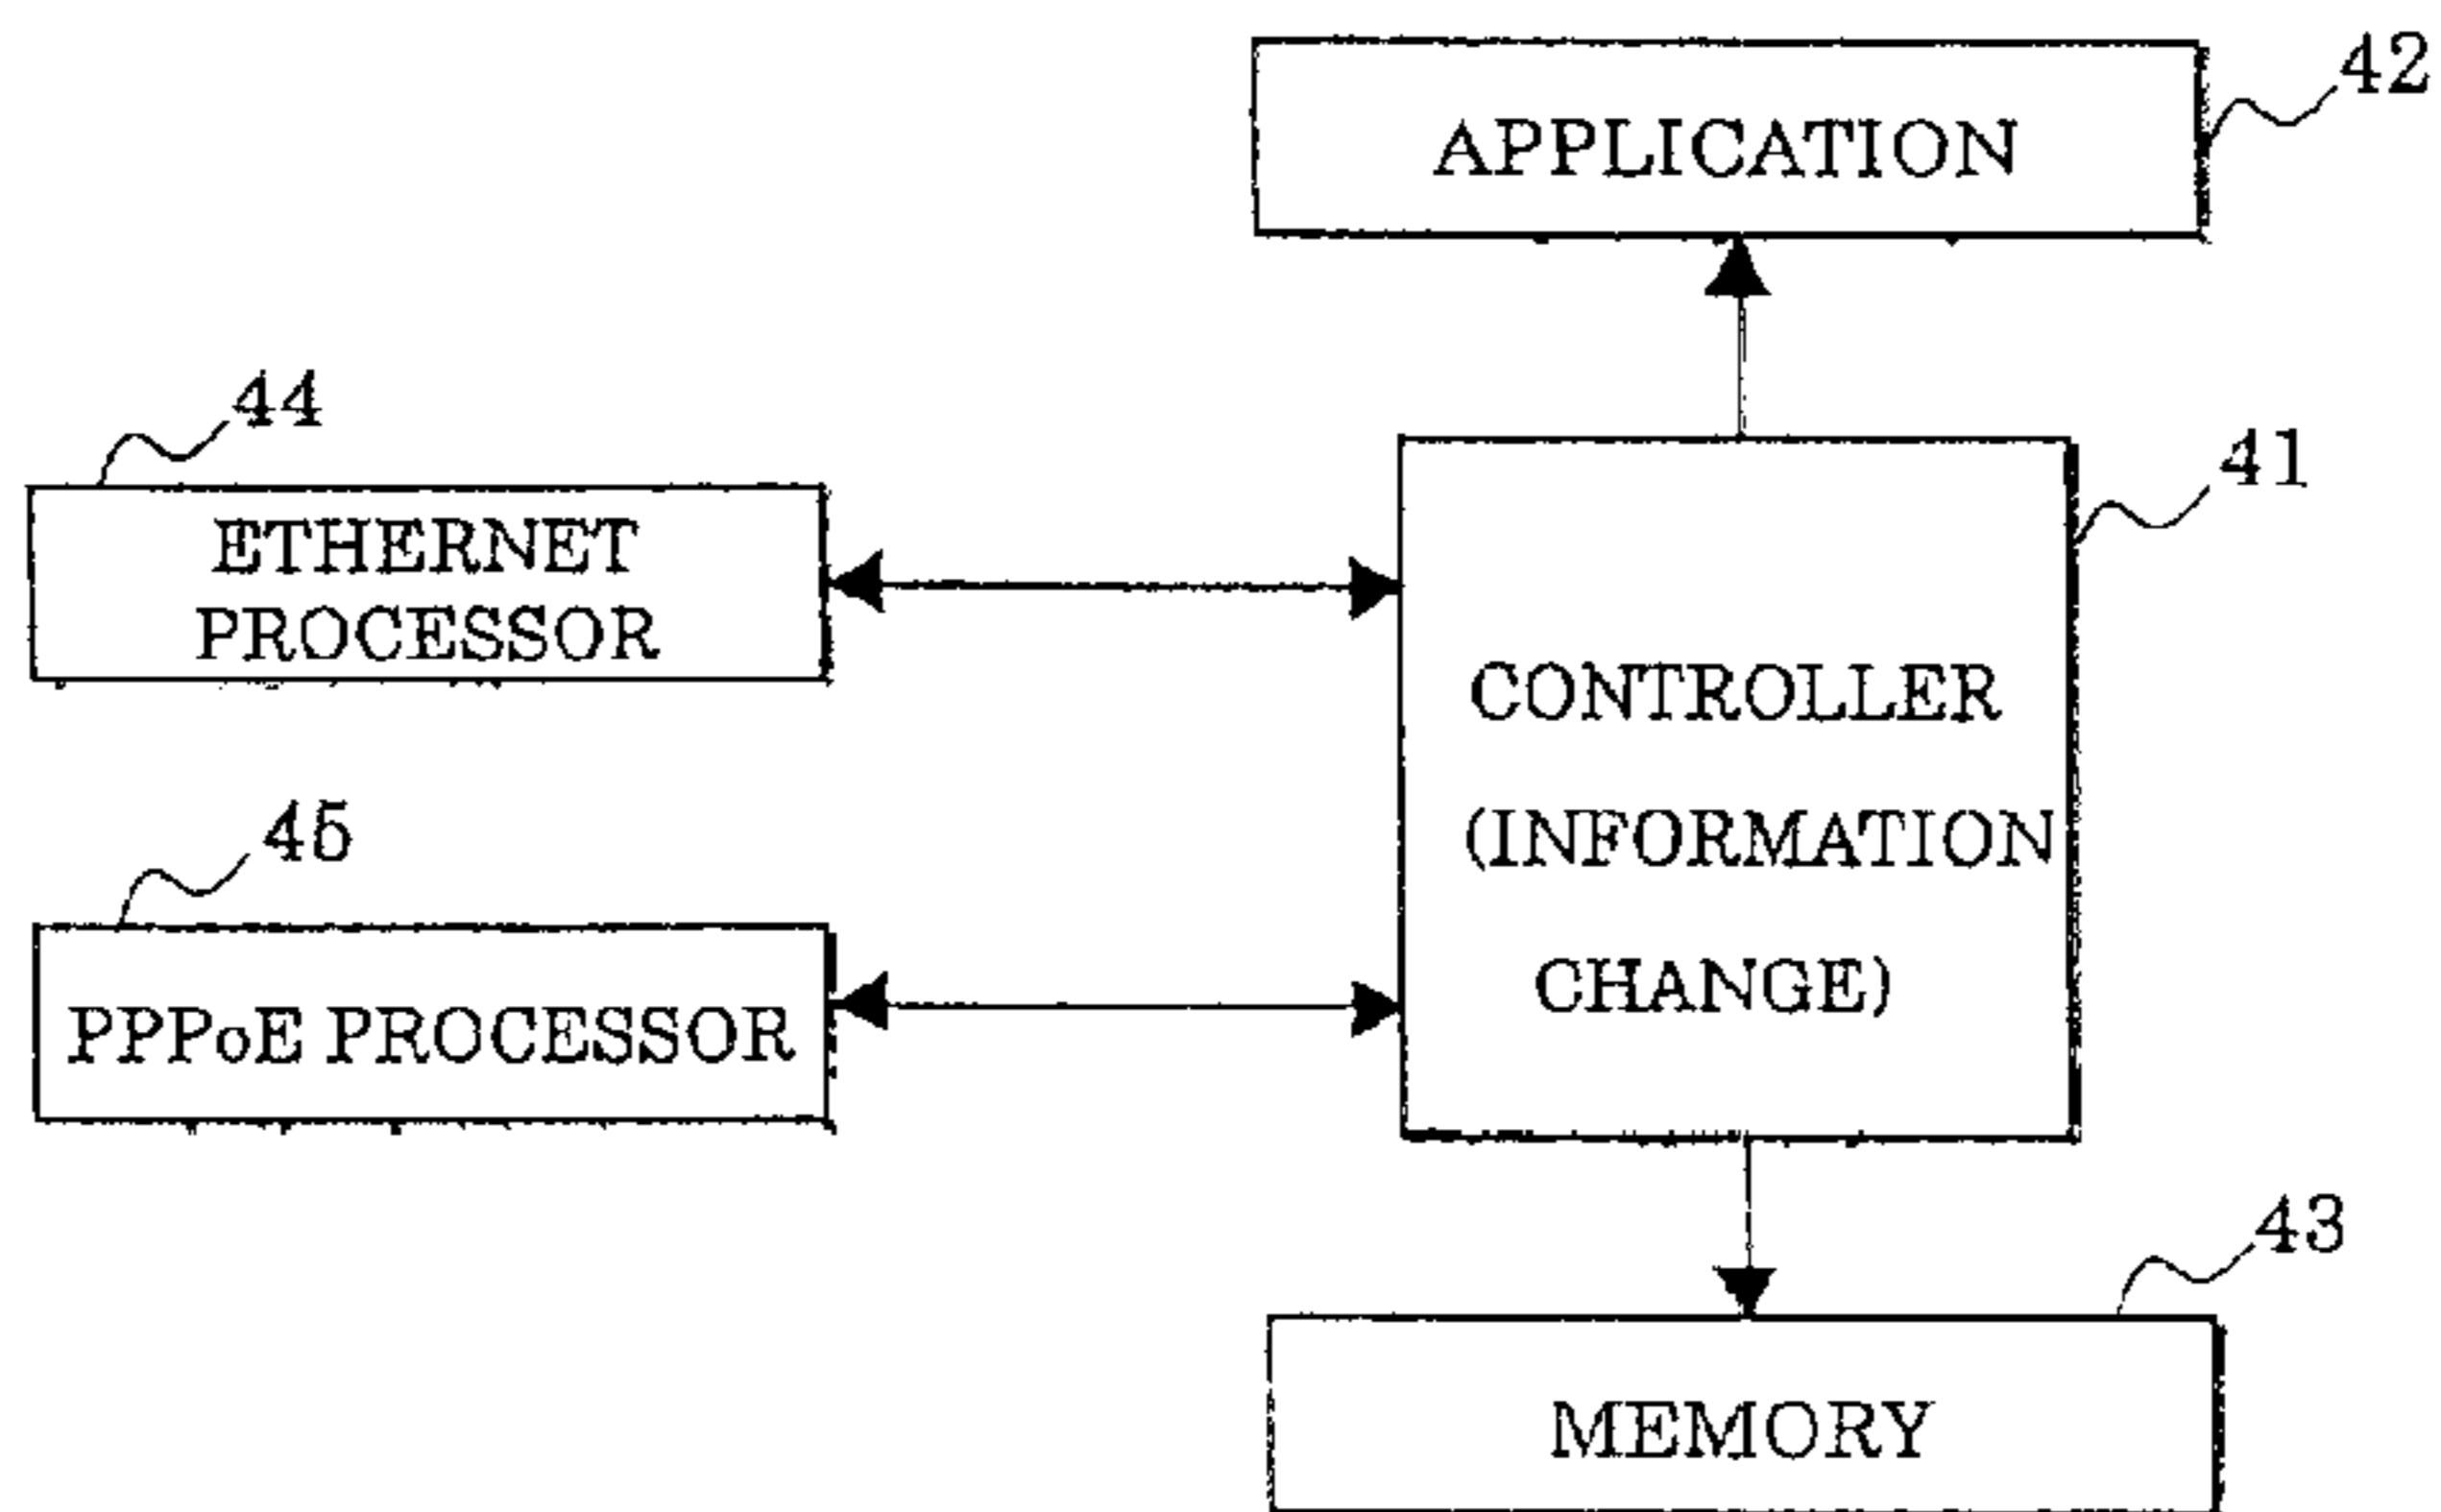 42
APPLICATION
44
41
ETHERNET
PROCESSOR
CONTROLLER
(INFORMATION
CHANGE)
45
PPPoE PROCESSOR
43
MEMORY